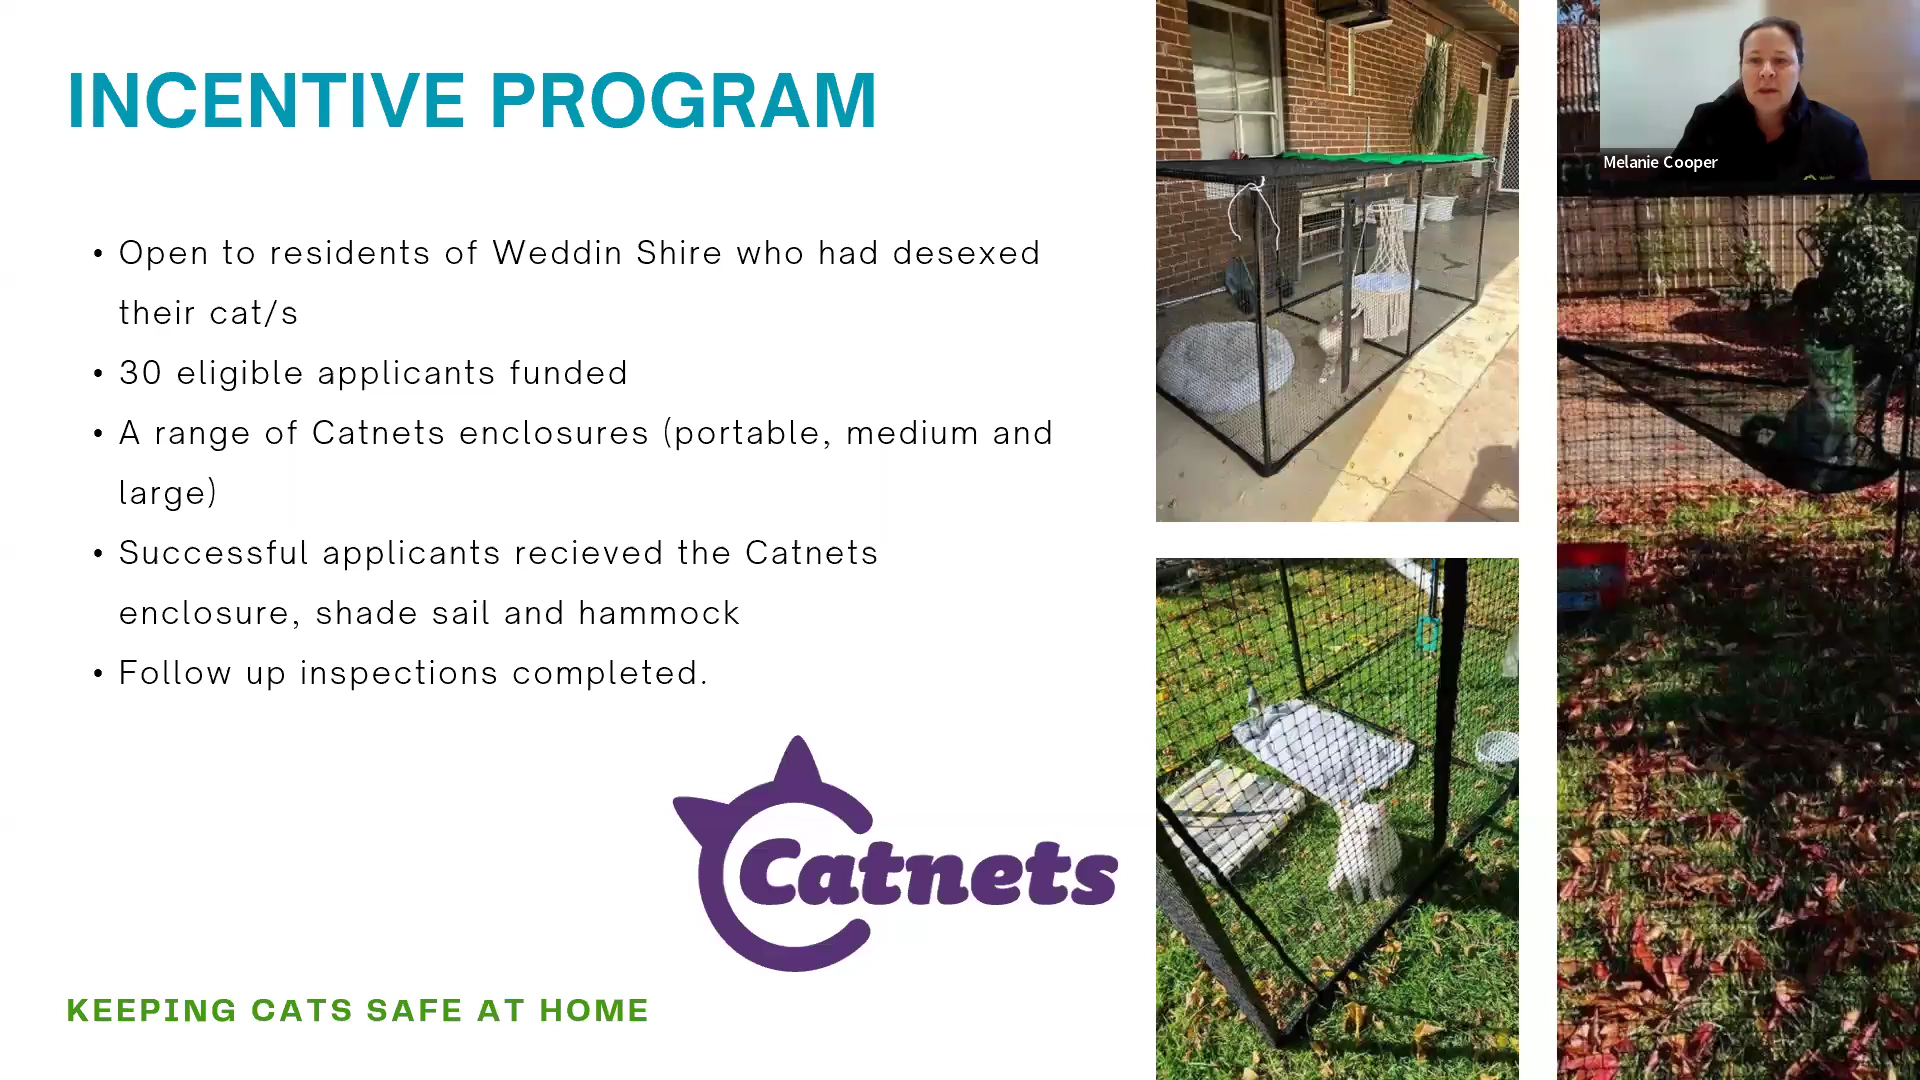 INCENTIVE PROGRAM
• Open to residents of Weddin Shire who had desexed
their cat/s
• 30 eligible applicants funded
• A range of Catnets enclosures (portable, medium and
large)
• Successful applicants recieved the Catnets
enclosure, shade sail and hammock
• Follow up inspections completed.
Catnets
KEEPING CATS SAFE AT HOME
Melanie Cooper